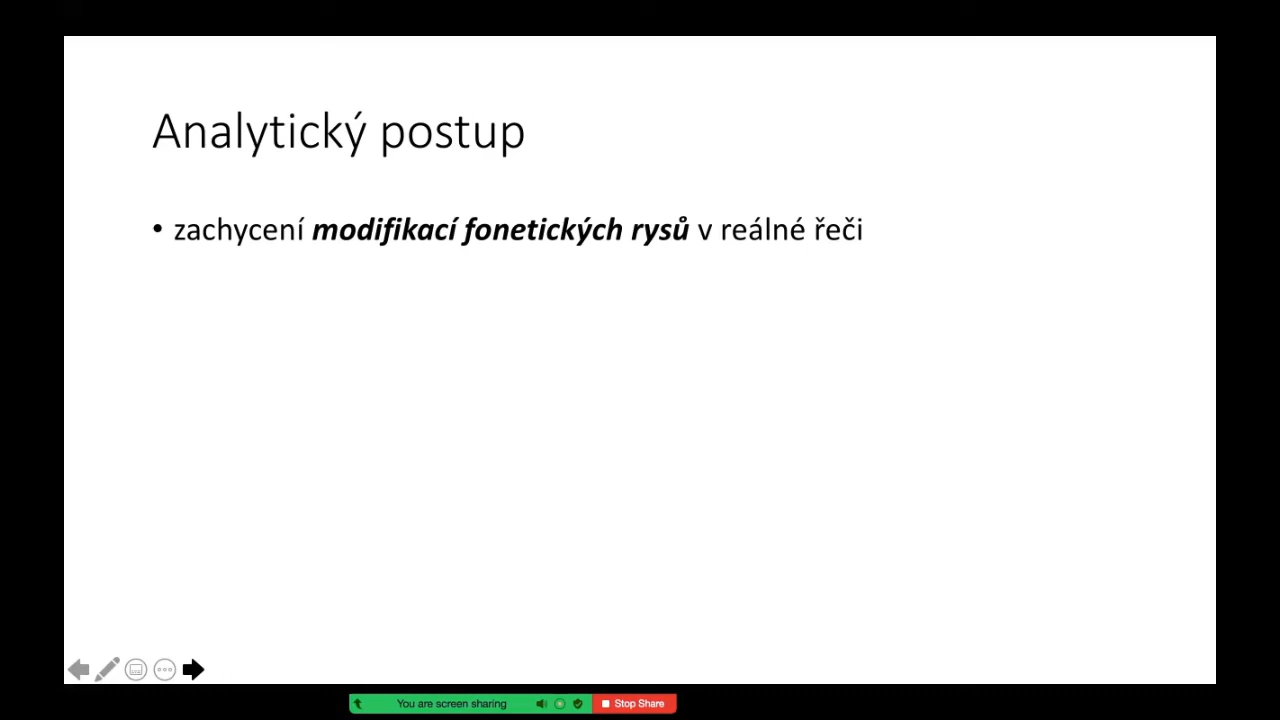 Analytický postup
• zachycení modifikací fonetických rysů v reálné řeči
You are screen sharing
Stop Share